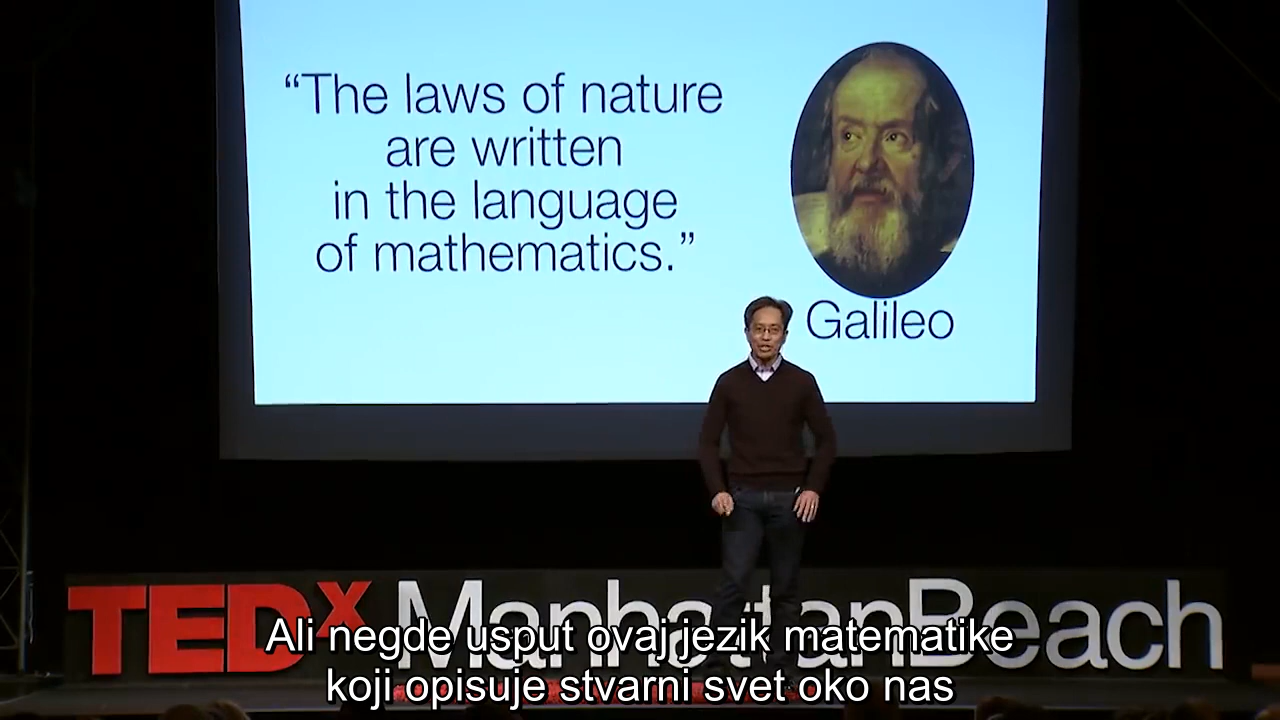 “The laws of nature
are written
in the language
of mathematics.”
Galileo
TEDx ManhattanBeach
Ali negde usput ovaj jezik matematike
koji opisuje stvarni svet oko nas